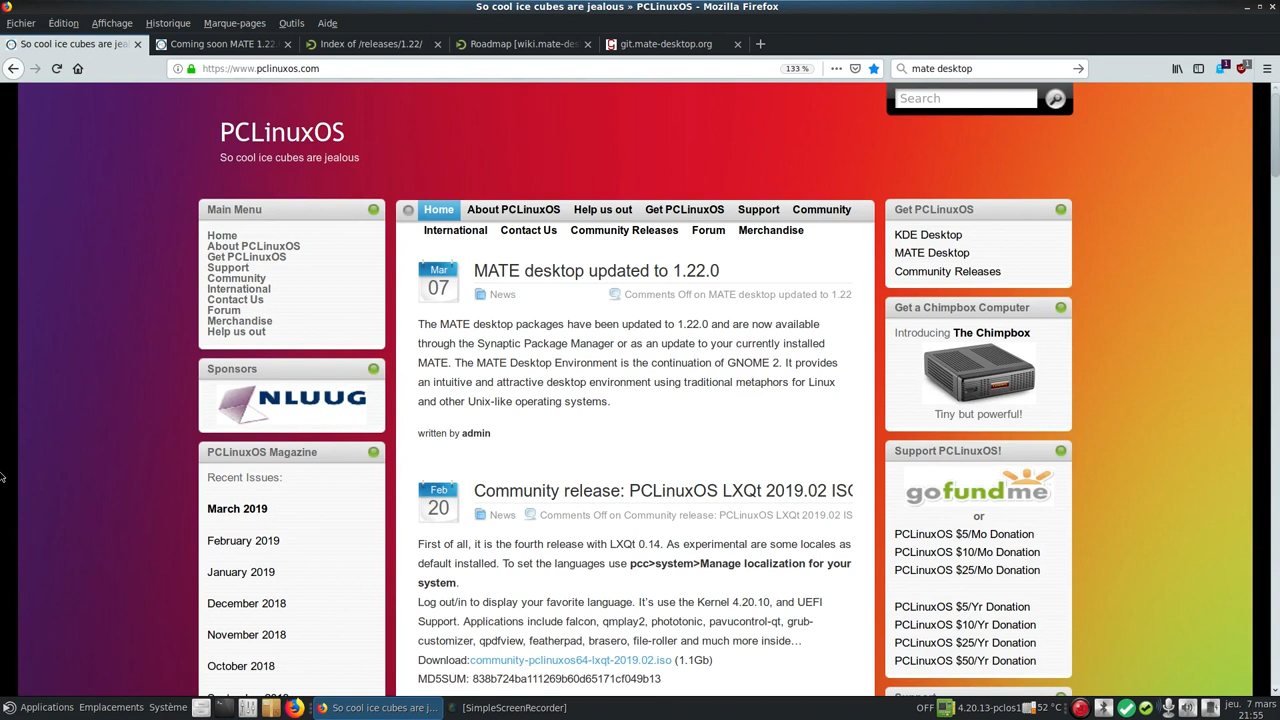 So cool ice cubes are jealous » PCLinuxOS - Mozilla Firefox
Fichier Édition Affichage Historique Marque-pages Outils Aide
So cool ice cubes are jeal
Coming soon MATE 1.22.
Index of /releases/1.22/
Roadmap [wiki.mate-des
git.mate-desktop.org
https://www.pclinuxos.com
133 %
mate desktop
1
1
Search
PCLinuxOS
So cool ice cubes are jealous
Main Menu
Home
About PCLinuxOS
Get PCLinuxOS
Support
Community
International
Contact Us
Forum
Merchandise
Help us out
Sponsors
NLUUG
PCLinuxOS Magazine
Recent Issues:
March 2019
February 2019
January 2019
December 2018
November 2018
October 2018
September 2018
Home About PCLinuxOS Help us out Get PCLinuxOS Support Community
International Contact Us Community Releases Forum Merchandise
Mar
07
MATE desktop updated to 1.22.0
News
Comments Off on MATE desktop updated to 1.22
The MATE desktop packages have been updated to 1.22.0 and are now available
through the Synaptic Package Manager or as an update to your currently installed
MATE. The MATE Desktop Environment is the continuation of GNOME 2. It provides
an intuitive and attractive desktop environment using traditional metaphors for Linux
and other Unix-like operating systems.
written by admin
Feb
20
Community release: PCLinuxOS LXQt 2019.02 ISO
News
Comments Off on Community release: PCLinuxOS LXQt 2019.02 IS
First of all, it is the fourth release with LXQt 0.14. As experimental are some locales as
default installed. To set the languages use pcc>system>Manage localization for your
system.
Log out/in to display your favorite language. It's use the Kernel 4.20.10, and UEFI
Support. Applications include falcon, qmplay2, phototonic, pavucontrol-qt, grub-
customizer, qpdfview, featherpad, brasero, file-roller and much more inside…
Download:community-pclinuxos64-lxqt-2019.02.iso (1.1Gb)
MD5SUM: 838b724ba111269b60d65171cf049b13
Get PCLinuxOS
KDE Desktop
MATE Desktop
Community Releases
Get a Chimpbox Computer
Introducing The Chimpbox
Tiny but powerful!
Support PCLinuxOS!
gofundme
or
PCLinuxOS $5/Mo Donation
PCLinuxOS $10/Mo Donation
PCLinuxOS $25/Mo Donation
PCLinuxOS $5/Yr Donation
PCLinuxOS $10/Yr Donation
PCLinuxOS $25/Yr Donation
PCLinuxOS $50/Yr Donation
Support
Applications Emplacements Système
So cool ice cubes are j...
[SimpleScreenRecorder]
OFF
4.20.13-pclos1
52 °C
jeu. 7 mars
21:55